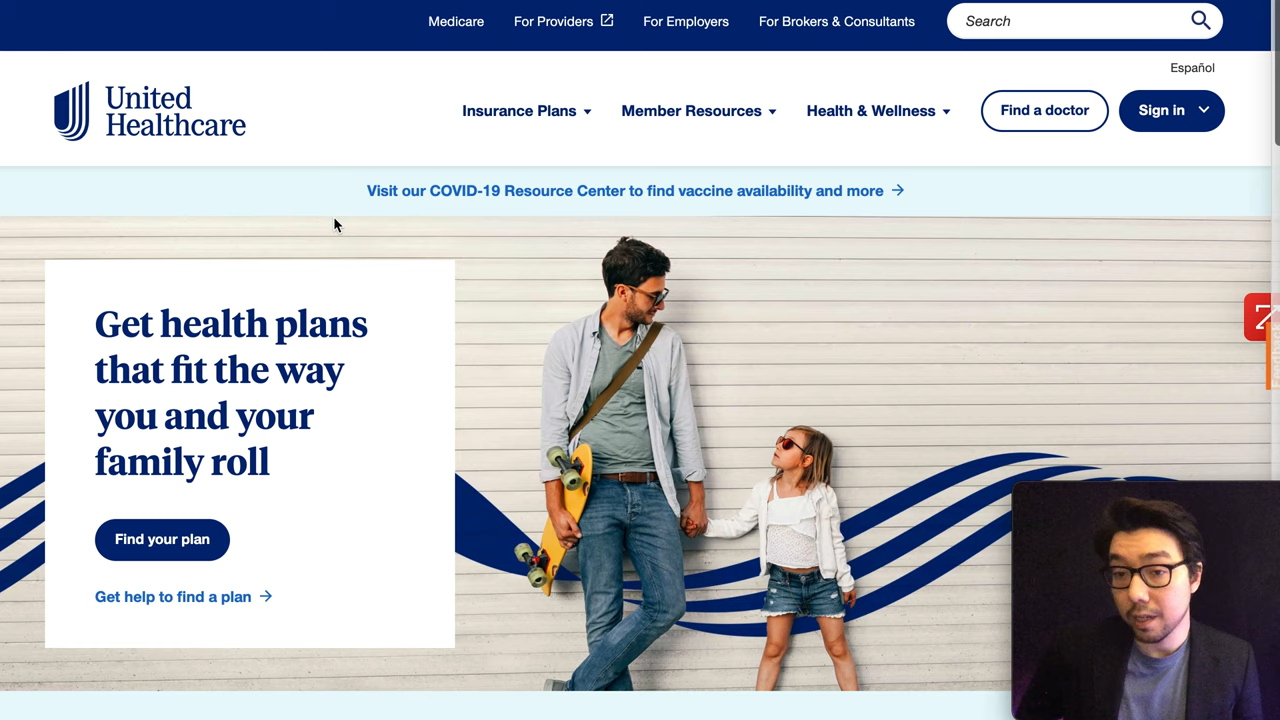 Medicare
For Providers
For Employers
For Brokers & Consultants
Search
Español
United
Healthcare
Insurance Plans
Member Resources
Health & Wellness
Find a doctor
Sign in
Visit our COVID-19 Resource Center to find vaccine availability and more
Get health plans
that fit the way
you and your
family roll
Find your plan
Get help to find a plan